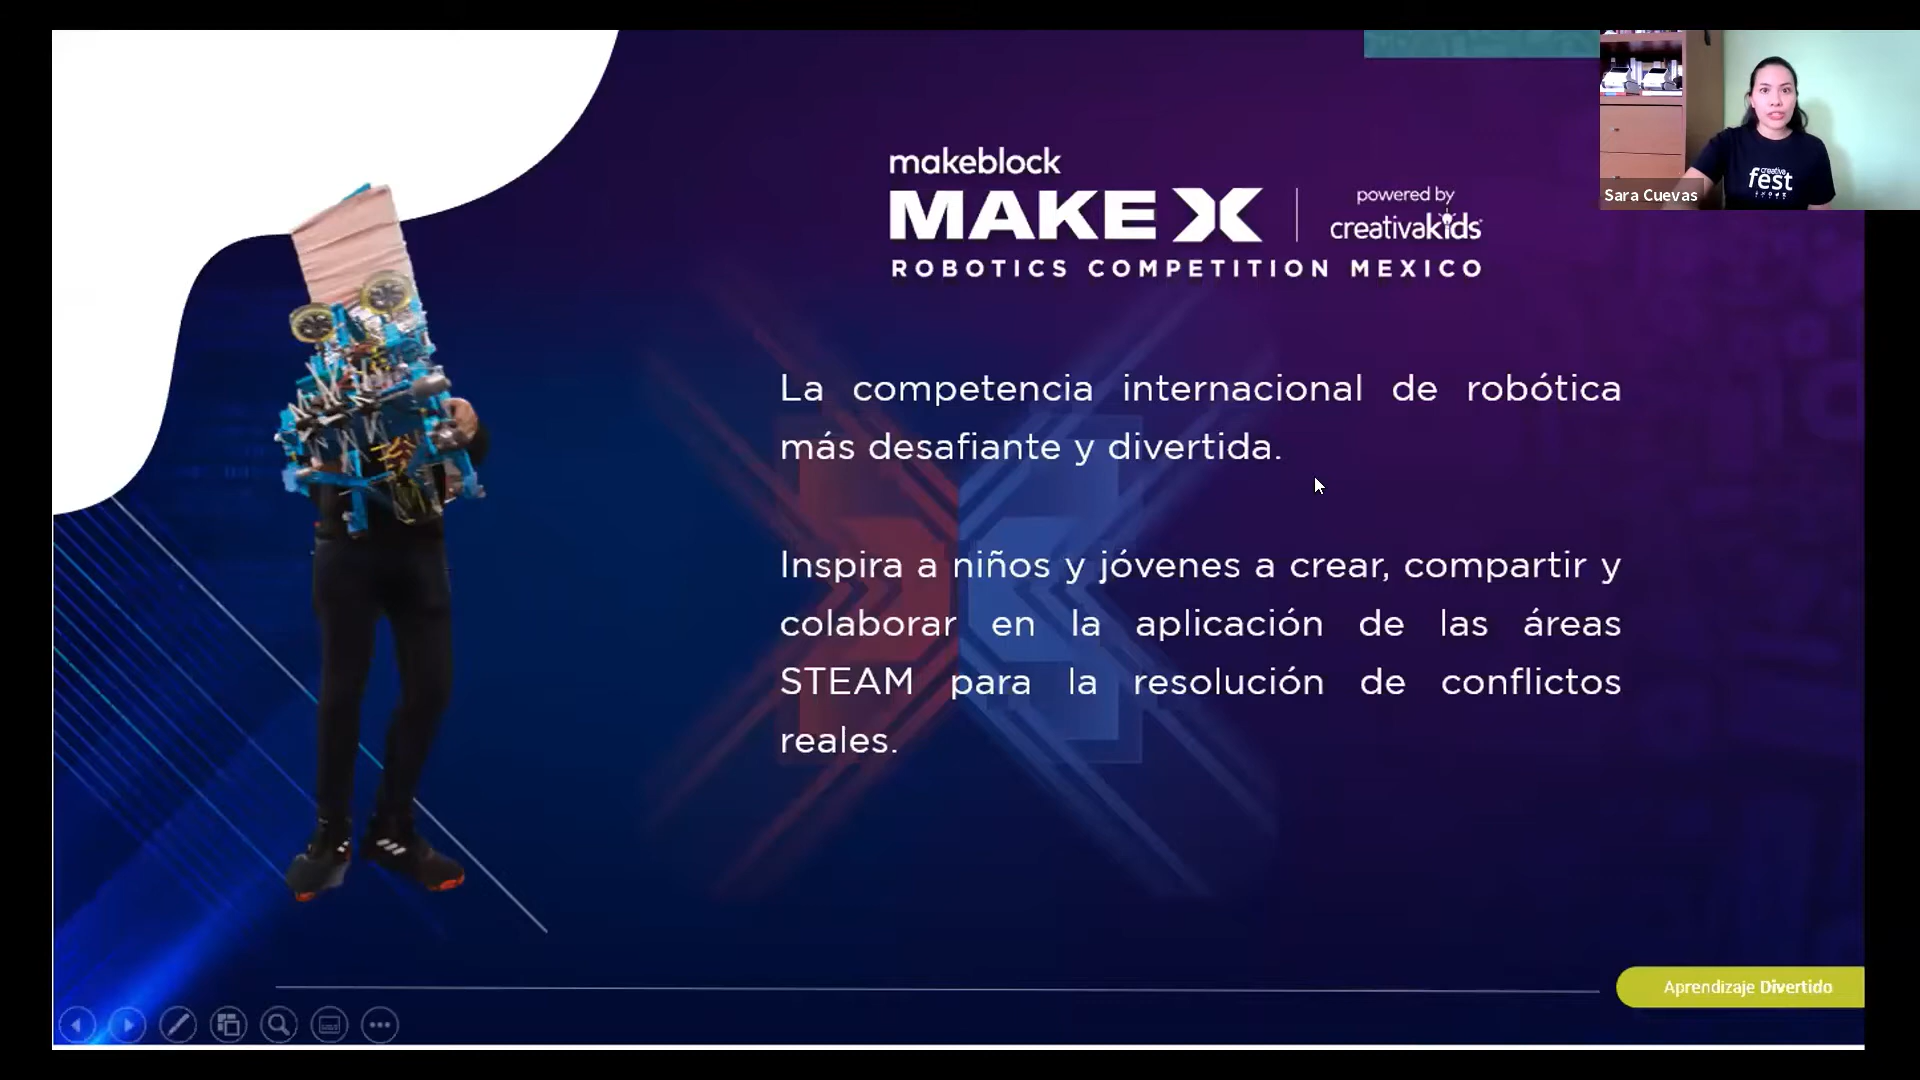 makeblock
MAKE X
powered by
creativakids
ROBOTICS COMPETITION MEXICO
creative
fest
Sara Cuevas
La competencia internacional de robótica
más desafiante y divertida.
Inspira a niños y jóvenes a crear, compartir y
colaborar en la aplicación de las áreas
STEAM para la resolución de conflictos
reales.
Aprendizaje Divertido